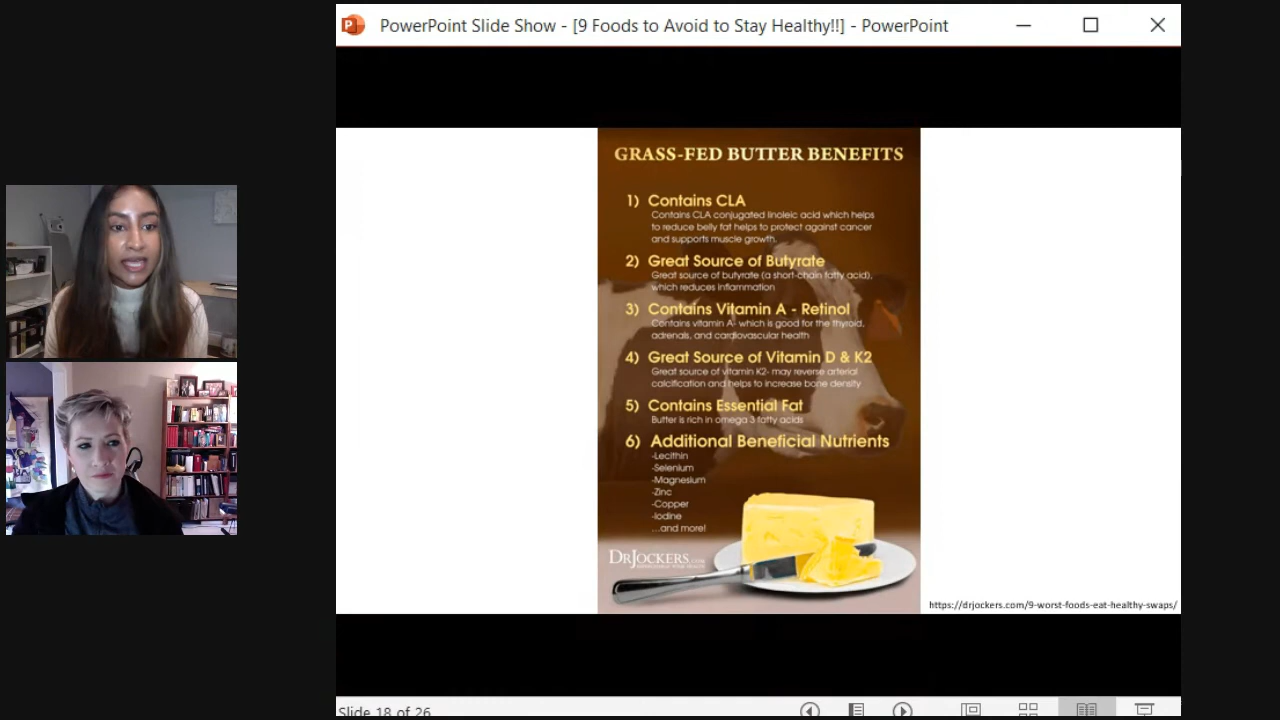 PowerPoint Slide Show - [9 Foods to Avoid to Stay Healthy!!] - PowerPoint
GRASS-FED BUTTER BENEFITS
1) Contains CLA
Contains CLA conjugated linoleic acid which helps
to reduce belly fat helps to protect against cancer
and supports muscle growth.
2) Great Source of Butyrate
Great source of butyrate (a short-chain fatty acid),
which reduces inflammation
3) Contains Vitamin A - Retinol
Contains vitamin A- which is good for the thyroid,
adrenals, and cardiovascular health
4) Great Source of Vitamin D & K2
Great source of vitamin K2- may reverse arterial
calcification and helps to increase bone density
5) Contains Essential Fat
Butter is rich in omega 3 fatty acids
6) Additional Beneficial Nutrients
-Lecithin
-Selenium
-Magnesium
-Zinc
-Copper
-Iodine
...and more!
DRJOCKERS.COM
https://drjockers.com/9-worst-foods-eat-healthy-swaps/
Slide 18 of 26